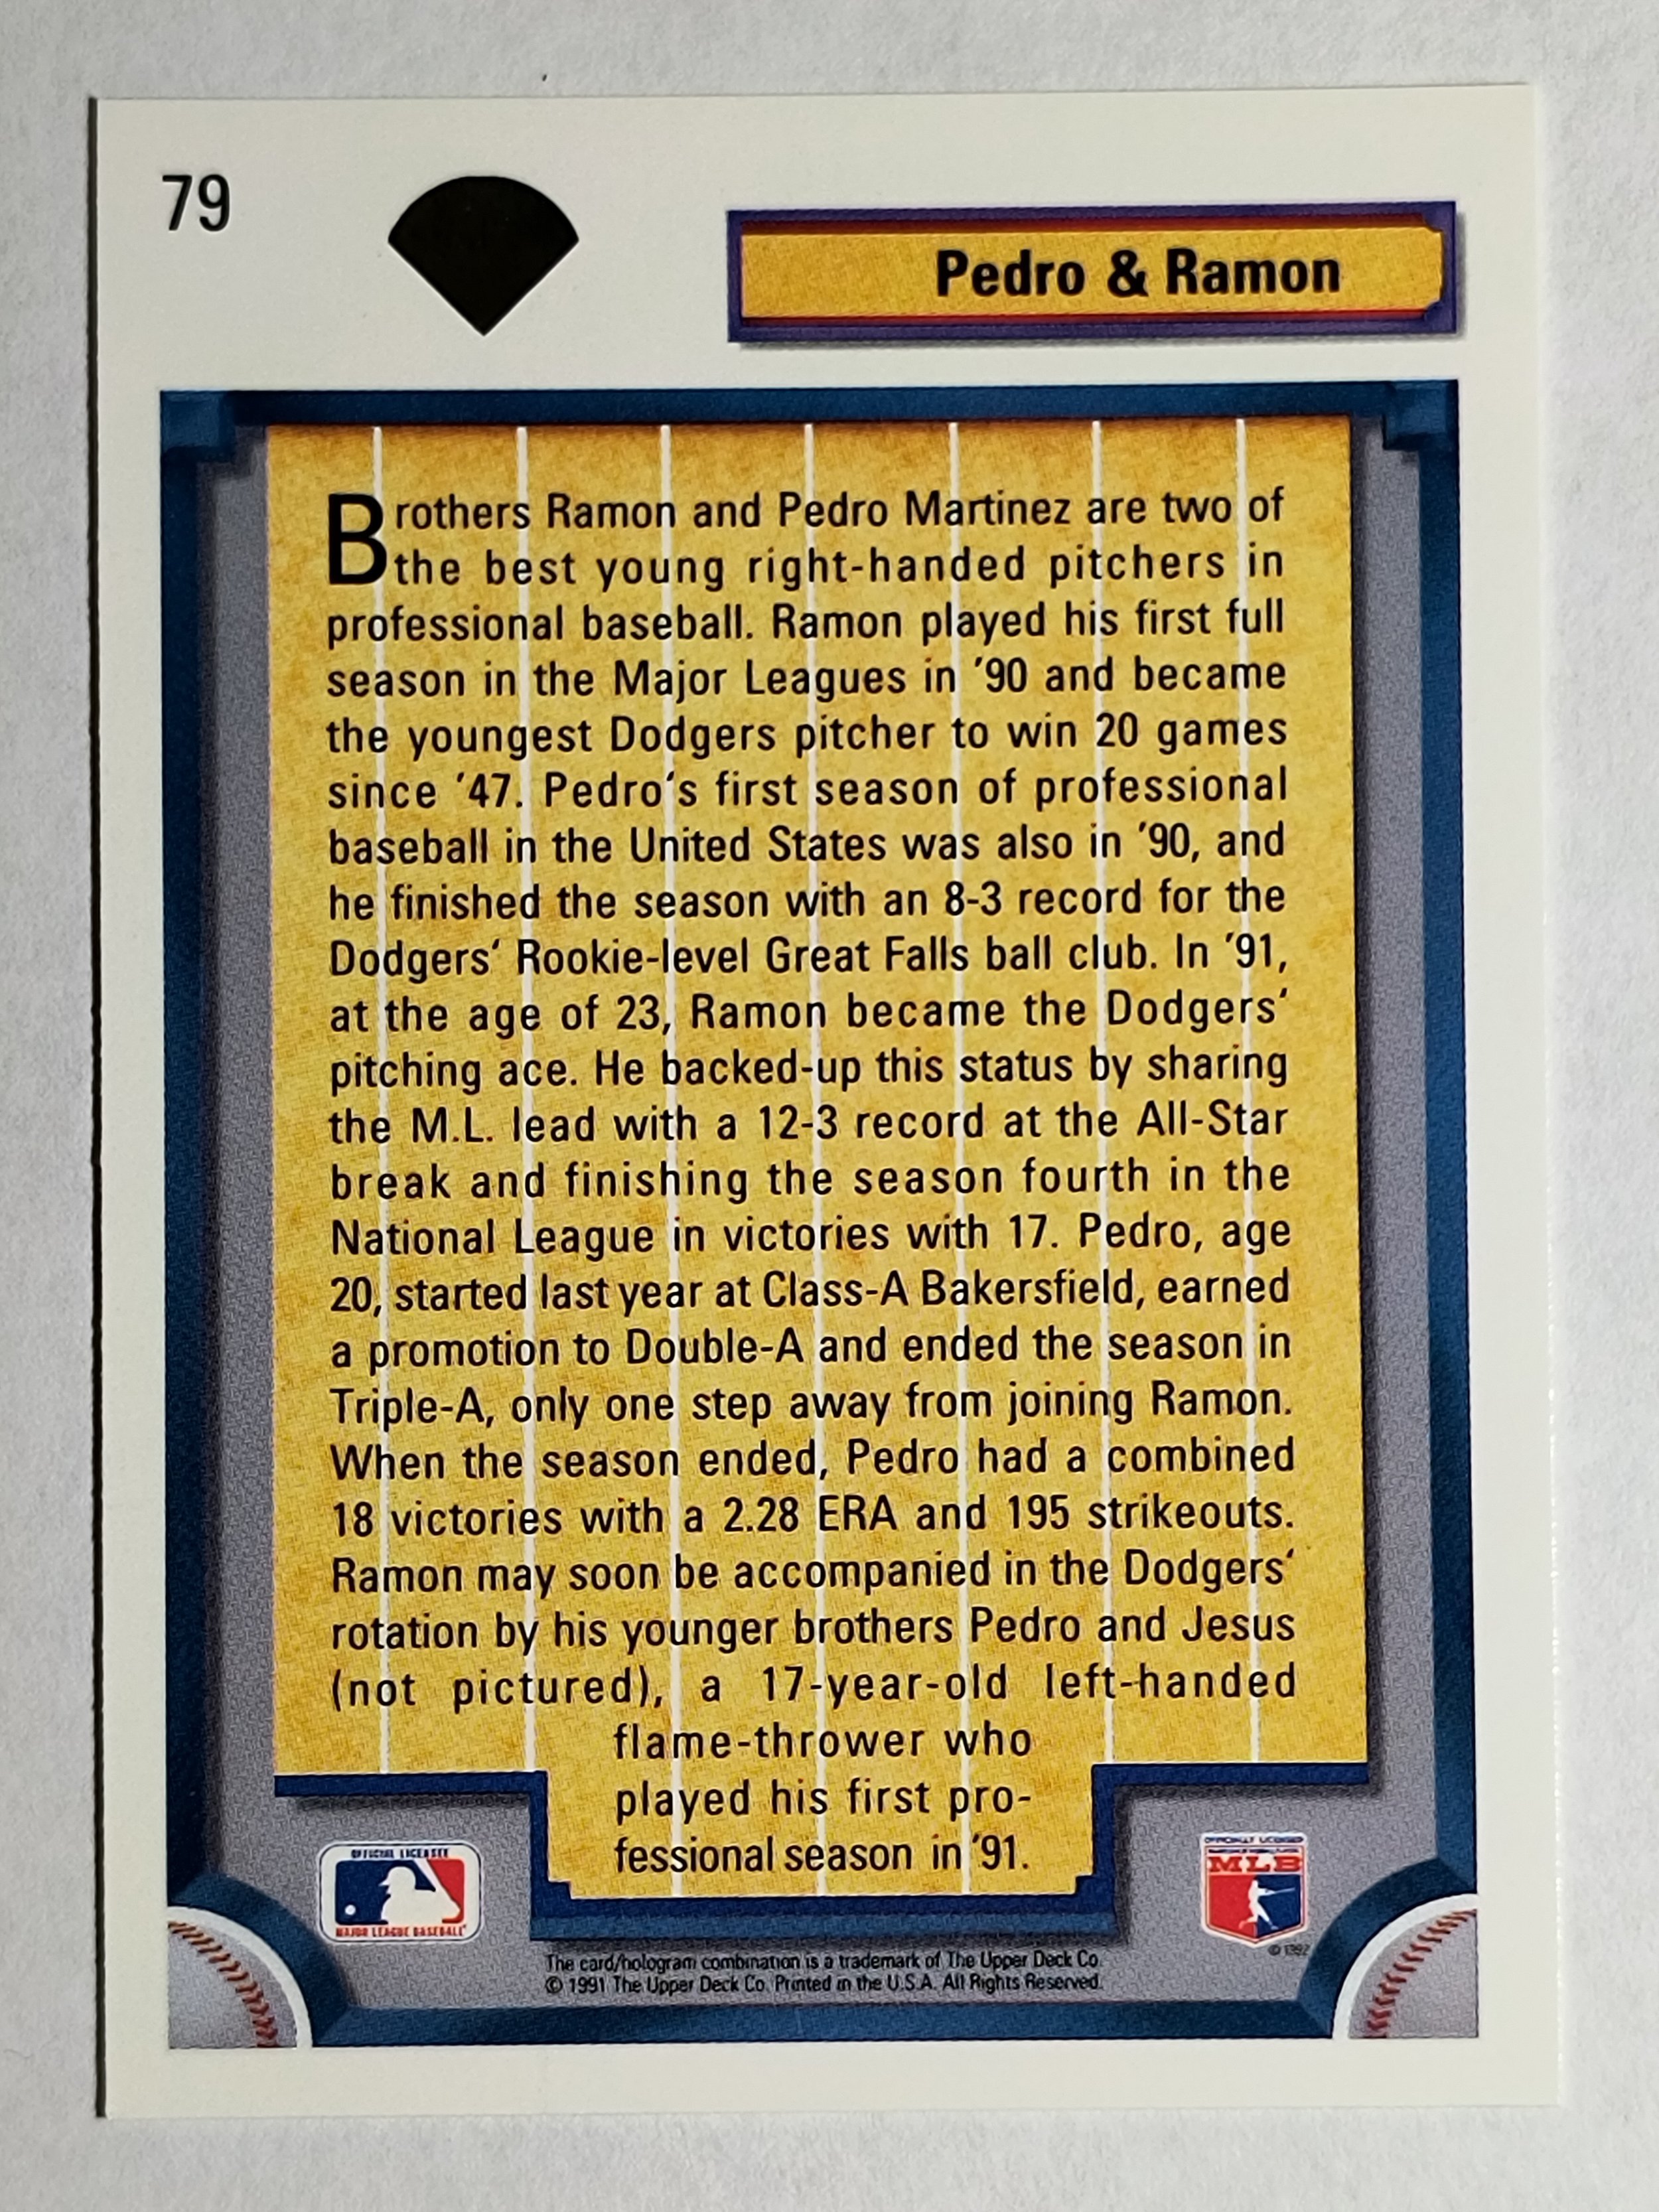 79
Pedro & Ramon
Brothers Ramon and Pedro Martinez are two of
the best young right-handed pitchers in
professional baseball. Ramon played his first full
season in the Major Leagues in '90 and became
the youngest Dodgers pitcher to win 20 games
since '47. Pedro‘s first season of professional
baseball in the United States was also in '90, and
he finished the season with an 8-3 record for the
Dodgers‘ Rookie-level Great Falls ball club. In '91,
at the age of 23, Ramon became the Dodgers‘
pitching ace. He backed-up this status by sharing
the M.L. lead with a 12-3 record at the All-Star
break and finishing the season fourth in the
National League in victories with 17. Pedro, age
20, started last year at Class-A Bakersfield, earned
a promotion to Double-A and ended the season in
Triple-A, only one step away from joining Ramon.
When the season ended, Pedro had a combined
18 victories with a 2.28 ERA and 195 strikeouts.
Ramon may soon be accompanied in the Dodgers‘
rotation by his younger brothers Pedro and Jesus
(not pictured), a 17-year-old left-handed
flame-thrower who
played his first pro-
fessional season in '91.
OFFICIAL LICENSEE
MAJOR LEAGUE BASEBALL
OFFICIALLY LICENSED
MLB
© 1992
The card/hologram combination is a trademark of The Upper Deck Co.
© 1991 The Upper Deck Co. Printed in the U.S.A. All Rights Reserved.